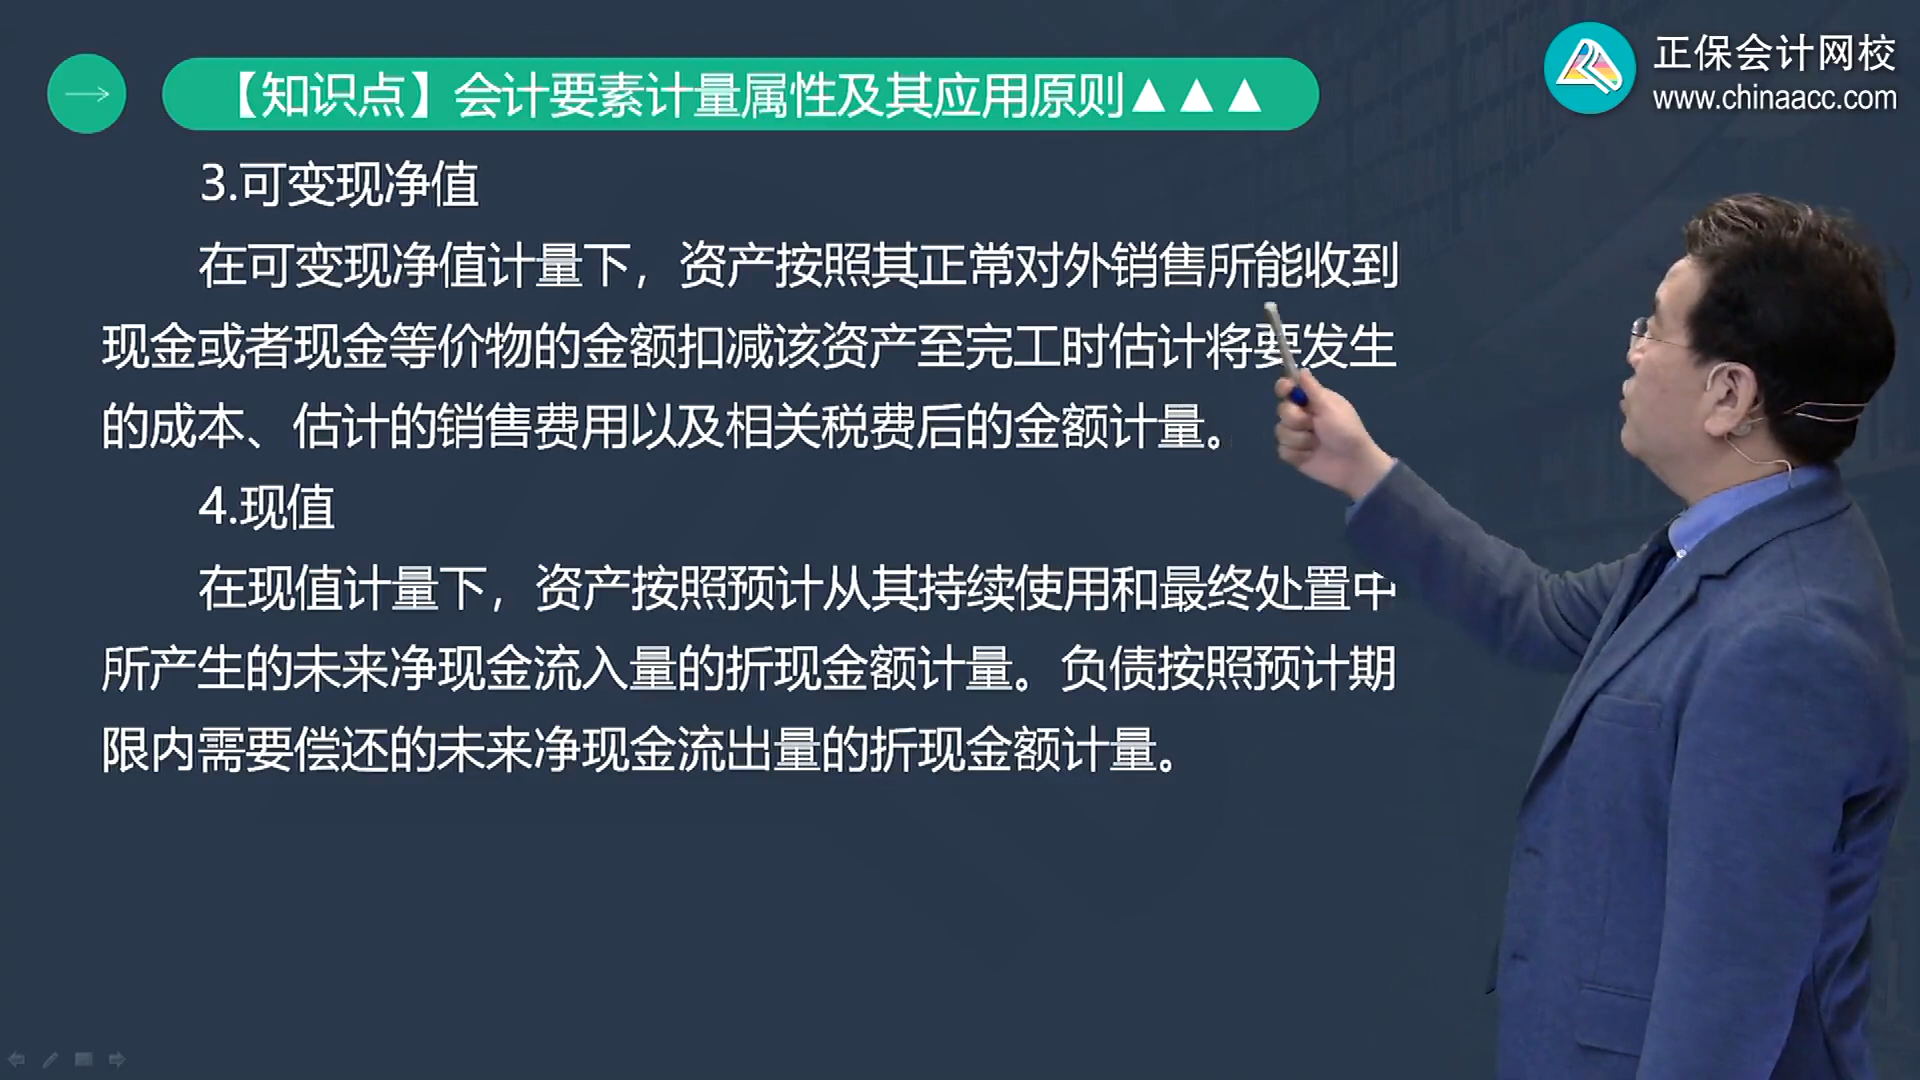 正保会计网校
www.chinaacc.com
【知识点】会计要素计量属性及其应用原则▲▲▲
3.可变现净值
在可变现净值计量下，资产按照其正常对外销售所能收到
现金或者现金等价物的金额扣减该资产至完工时估计将要发生
的成本、估计的销售费用以及相关税费后的金额计量。
4.现值
在现值计量下，资产按照预计从其持续使用和最终处置中
所产生的未来净现金流入量的折现金额计量。负债按照预计期
限内需要偿还的未来净现金流出量的折现金额计量。